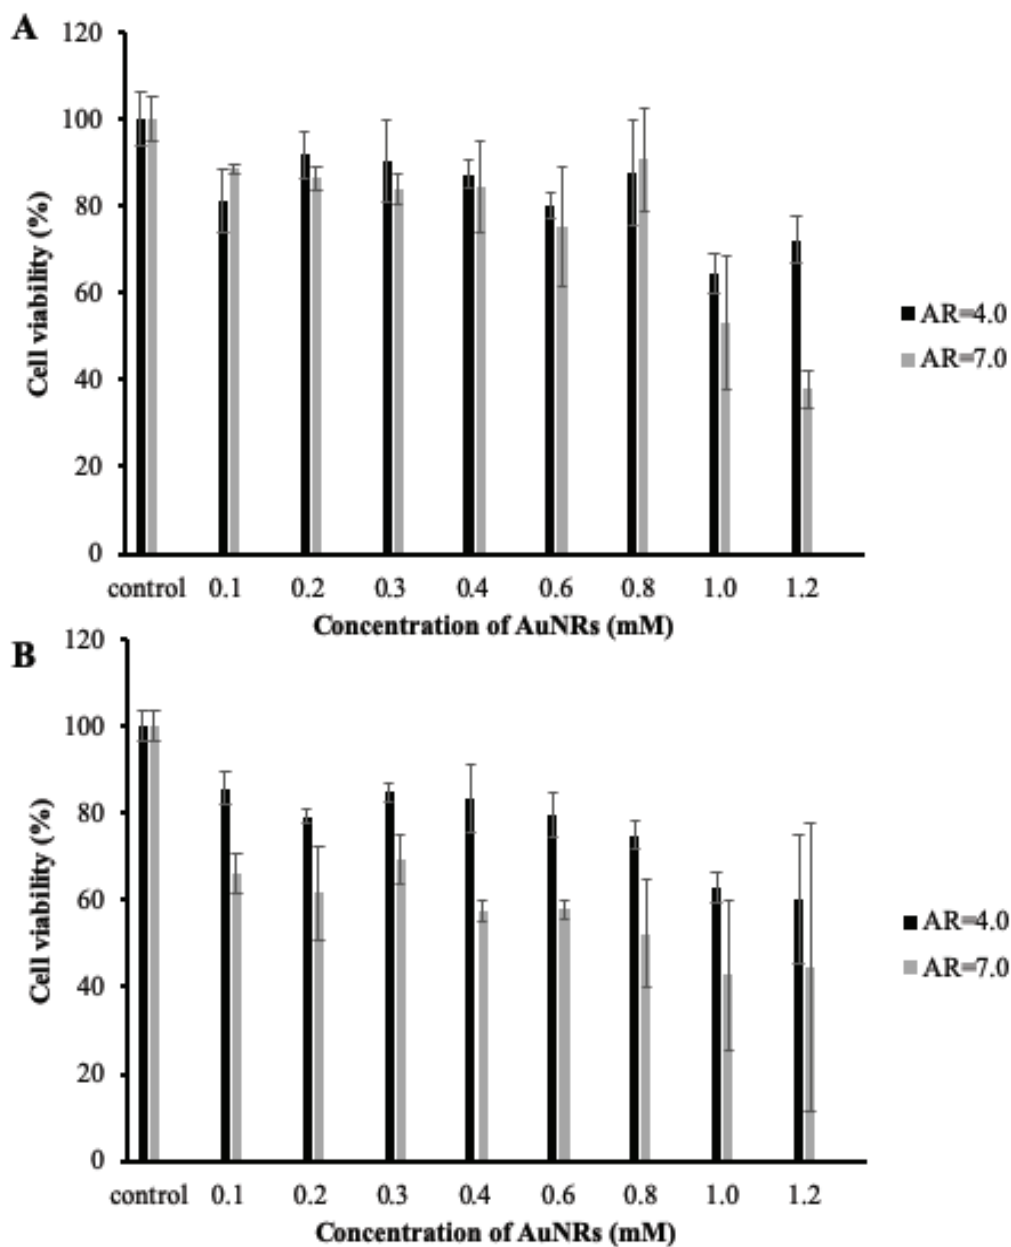 A
120
100
80
60
40
20
0
Cell viability (%)
control 0.1 0.2 0.3 0.4 0.6 0.8 1.0 1.2
Concentration of AuNRs (mM)
AR=4.0
AR=7.0
B
120
100
80
60
40
20
0
Cell viability (%)
control 0.1 0.2 0.3 0.4 0.6 0.8 1.0 1.2
Concentration of AuNRs (mM)
AR=4.0
AR=7.0